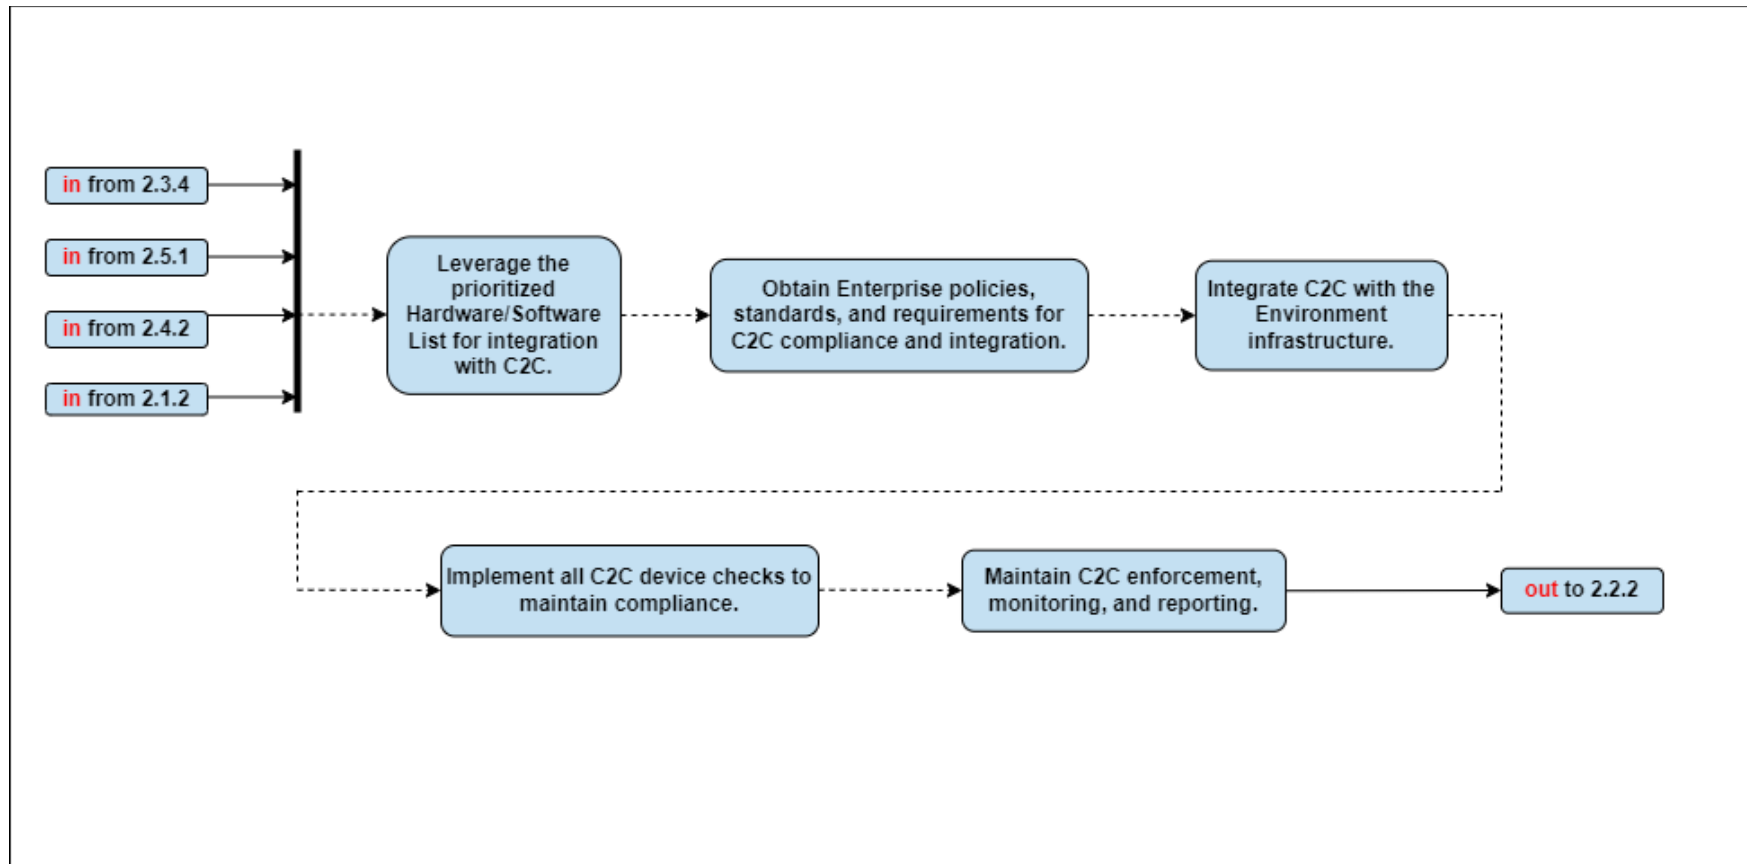 in from 2.3.4
in from 2.5.1
in from 2.4.2
in from 2.1.2
Leverage the
prioritized
Hardware/Software
List for integration
with C2C.
Obtain Enterprise policies,
standards, and requirements for
C2C compliance and integration.
Integrate C2C with the
Environment
infrastructure.
Implement all C2C device checks to
maintain compliance.
Maintain C2C enforcement,
monitoring, and reporting.
out to 2.2.2